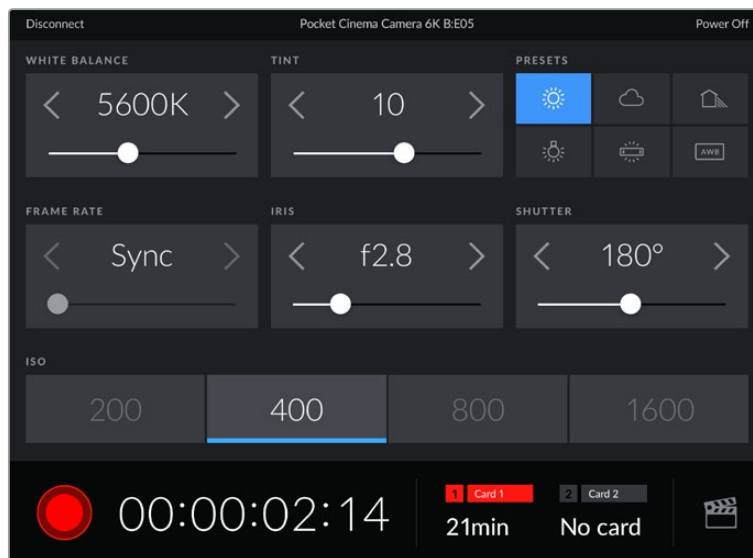 Disconnect Pocket Cinema Camera 6K B:E05 Power Off
WHITE BALANCE TINT PRESETS
5600K 10
AWB
FRAME RATE IRIS SHUTTER
Sync f2.8 180°
ISO
200 400 800 1600
00:00:02:14
1 Card 1 2 Card 2
21min No card